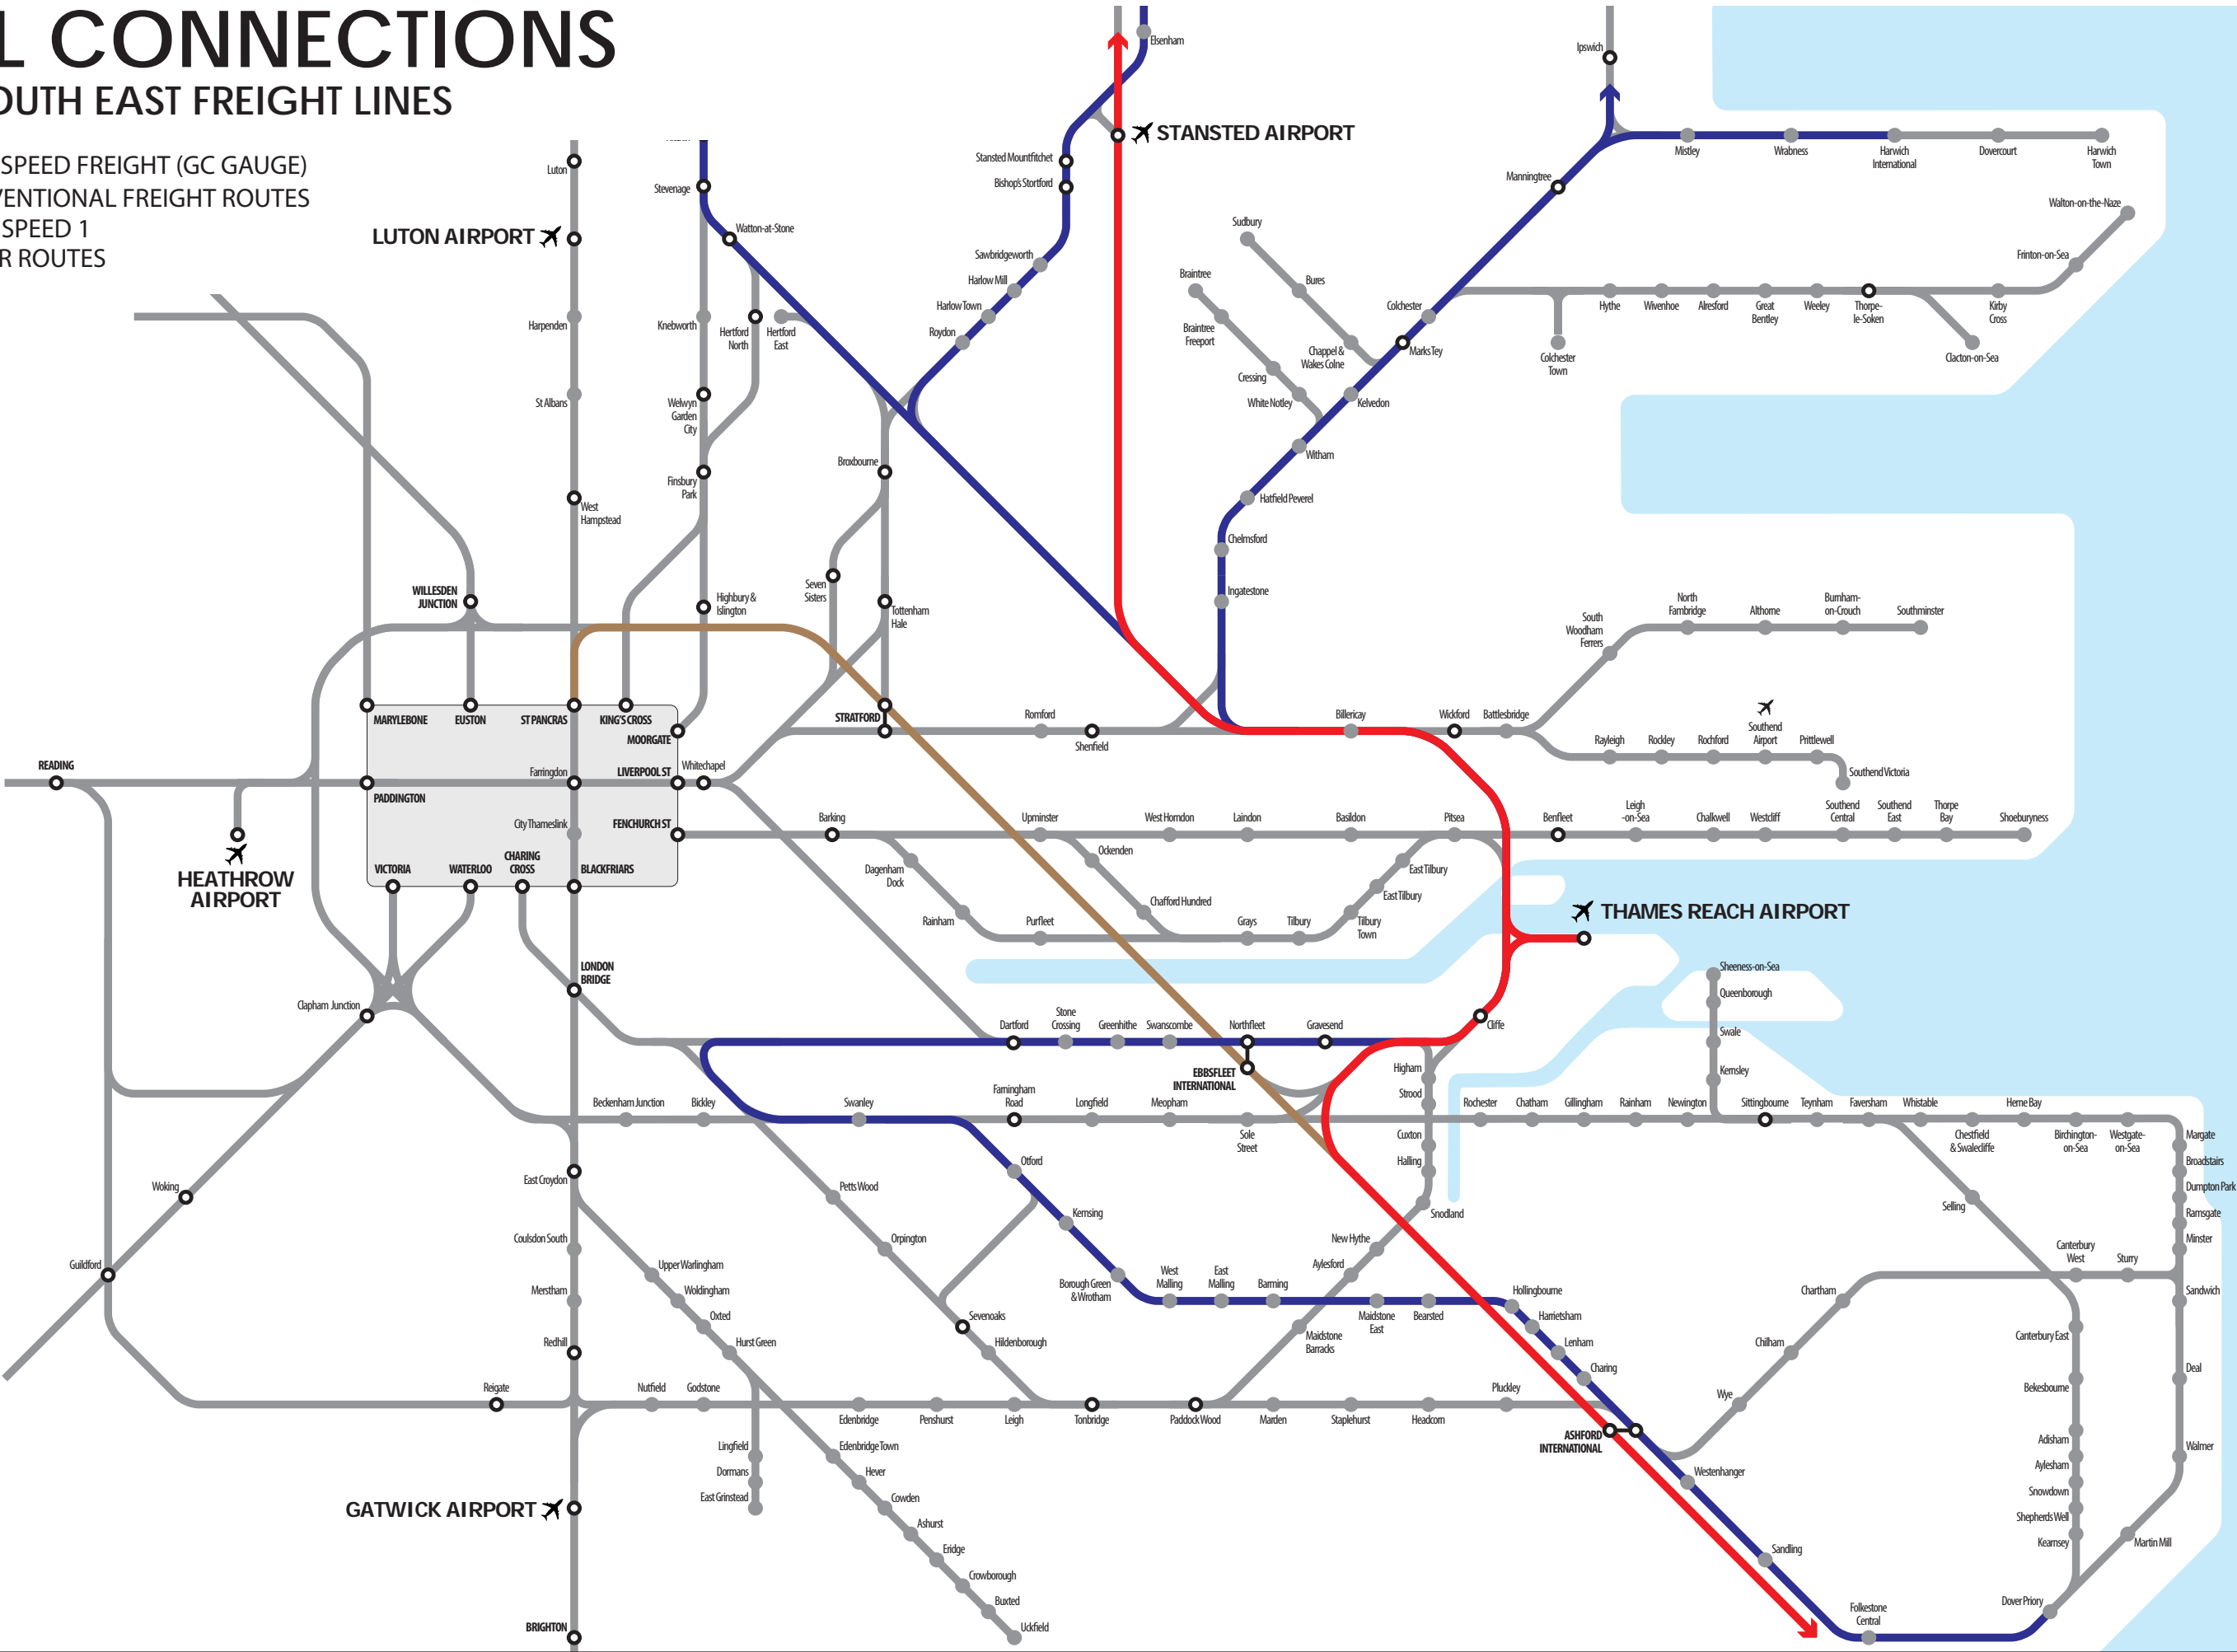 L CONNECTIONS
OUTH EAST FREIGHT LINES
SPEED FREIGHT (GC GAUGE)
VENTIONAL FREIGHT ROUTES
SPEED 1
R ROUTES
Elsenham
Ipswich
STANSTED AIRPORT
Luton
Stevenage
Stansted Mountfitchet
Bishop's Stortford
Mistley
Wrabness
Harwich
International
Dovercourt
Harwich
Town
Manningtree
LUTON AIRPORT
Watton-at-Stone
Sudbury
Walton-on-the-Naze
Sawbridgeworth
Harlow Mill
Harlow Town
Roydon
Braintree
Bures
Frinton-on-Sea
Harpenden
Knebworth
Hertford
North
Hertford
East
Braintree
Freeport
Chappel &
Wakes Colne
Colchester
Marks Tey
Hythe
Wivenhoe
Alresford
Great
Bentley
Weeley
Thorpe-
le-Soken
Kirby
Cross
Colchester
Town
Clacton-on-Sea
St Albans
Welwyn
Garden
City
Cressing
White Notley
Kelvedon
Witham
Broxbourne
Finsbury
Park
West
Hampstead
Hatfield Peverel
Chelmsford
WILLESDEN
JUNCTION
Highbury &
Islington
Seven
Sisters
Tottenham
Hale
Ingatestone
South
Woodham
Ferrers
North
Fambridge
Althorne
Burnham-
on-Crouch
Southminster
MARYLEBONE
EUSTON
ST PANCRAS
KING'S CROSS
MOORGATE
STRATFORD
Romford
Shenfield
Billericay
Wickford
Battlesbridge
Rayleigh
Rockley
Rochford
Southend
Airport
Prittlewell
Southend Victoria
READING
PADDINGTON
Farringdon
LIVERPOOL ST
Whitechapel
City Thameslink
FENCHURCH ST
Barking
Upminster
West Horndon
Laindon
Basildon
Pitsea
Benfleet
Leigh
-on-Sea
Chalkwell
Westcliff
Southend
Central
Southend
East
Thorpe
Bay
Shoeburyness
HEATHROW
AIRPORT
VICTORIA
WATERLOO
CHARING
CROSS
BLACKFRIARS
Dagenham
Dock
Ockenden
East Tilbury
East Tilbury
Rainham
Purfleet
Chafford Hundred
Grays
Tilbury
Tilbury
Town
THAMES REACH AIRPORT
LONDON
BRIDGE
Clapham Junction
Sheeness-on-Sea
Queenborough
Swale
Kemsley
Dartford
Stone
Crossing
Greenhithe
Swanscombe
Northfleet
Gravesend
Cliffe
EBBSFLEET
INTERNATIONAL
Higham
Strood
Beckenham Junction
Bickley
Swanley
Farningham
Road
Longfield
Meopham
Sole
Street
Rochester
Chatham
Gillingham
Rainham
Newington
Sittingbourne
Teynham
Faversham
Whistable
Chestfield
& Swalecliffe
Herne Bay
Birchington-
on-Sea
Westgate-
on-Sea
Margate
Broadstairs
Dumpton Park
Ramsgate
Minster
Cuxton
Halling
Snodland
Otford
Kemsing
Woking
East Croydon
Petts Wood
Selling
Coulsdon South
Orpington
New Hythe
Aylesford
Canterbury
West
Sturry
Guildford
Upper Warlingham
Woldingham
Oxted
Hurst Green
Borough Green
& Wrotham
West
Malling
East
Malling
Barming
Maidstone
East
Bearsted
Hollingbourne
Harrietsham
Lenham
Charing
Chartham
Sandwich
Merstham
Redhill
Sevenoaks
Hildenborough
Maidstone
Barracks
Chilham
Canterbury East
Deal
Reigate
Nutfield
Godstone
Edenbridge
Penshurst
Leigh
Tonbridge
Paddock Wood
Marden
Staplehurst
Headcorn
Pluckley
Wye
Bekesbourne
ASHFORD
INTERNATIONAL
Lingfield
Dormans
East Grinstead
Edenbridge Town
Hever
Cowden
Ashurst
Eridge
Crowborough
Buxted
Uckfield
Westenhanger
Sandling
Adisham
Aylesham
Snowdown
Shepherds Well
Kearnsey
Walmer
Martin Mill
GATWICK AIRPORT
BRIGHTON
Folkestone
Central
Dover Priory